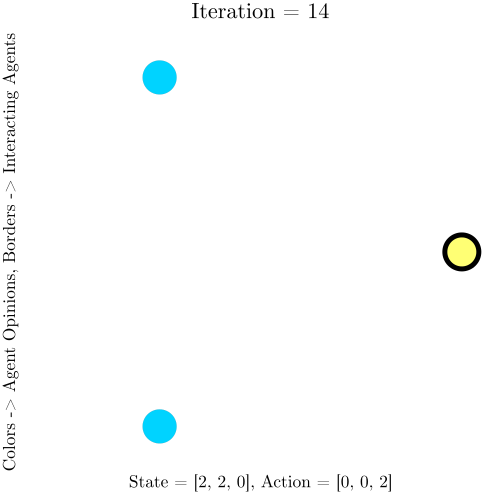 Iteration = 14
Colors -> Agent Opinions, Borders -> Interacting Agents
State = [2, 2, 0], Action = [0, 0, 2]